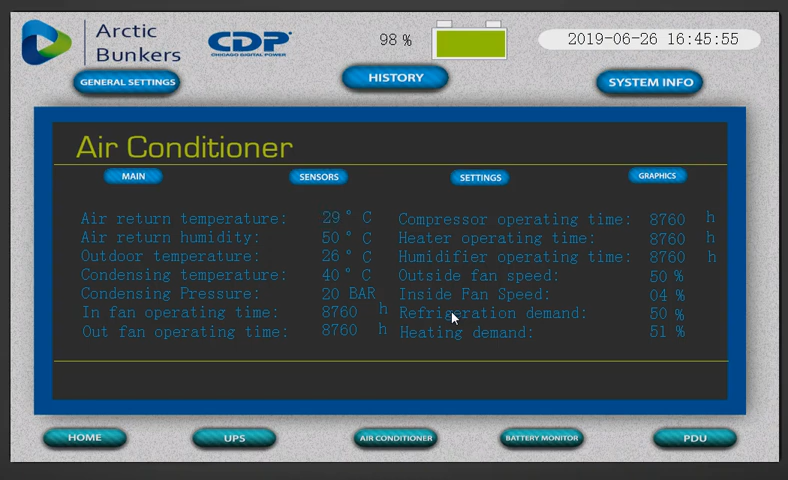 Arctic
Bunkers
CDP
CHICAGO DIGITAL POWER
98 %
2019-06-26 16:45:55
GENERAL SETTINGS
HISTORY
SYSTEM INFO
Air Conditioner
MAIN
SENSORS
SETTINGS
GRAPHICS
Air return temperature: 29 ° C
Air return humidity: 50 ° C
Outdoor temperature: 26 ° C
Condensing temperature: 40 ° C
Condensing Pressure: 20 BAR
In fan operating time: 8760 h
Out fan operating time: 8760 h
Compressor operating time: 8760 h
Heater operating time: 8760 h
Humidifier operating time: 8760 h
Outside fan speed: 50 %
Inside Fan Speed: 04 %
Refrigeration demand: 50 %
Heating demand: 51 %
HOME
UPS
AIR CONDITIONER
BATTERY MONITOR
PDU